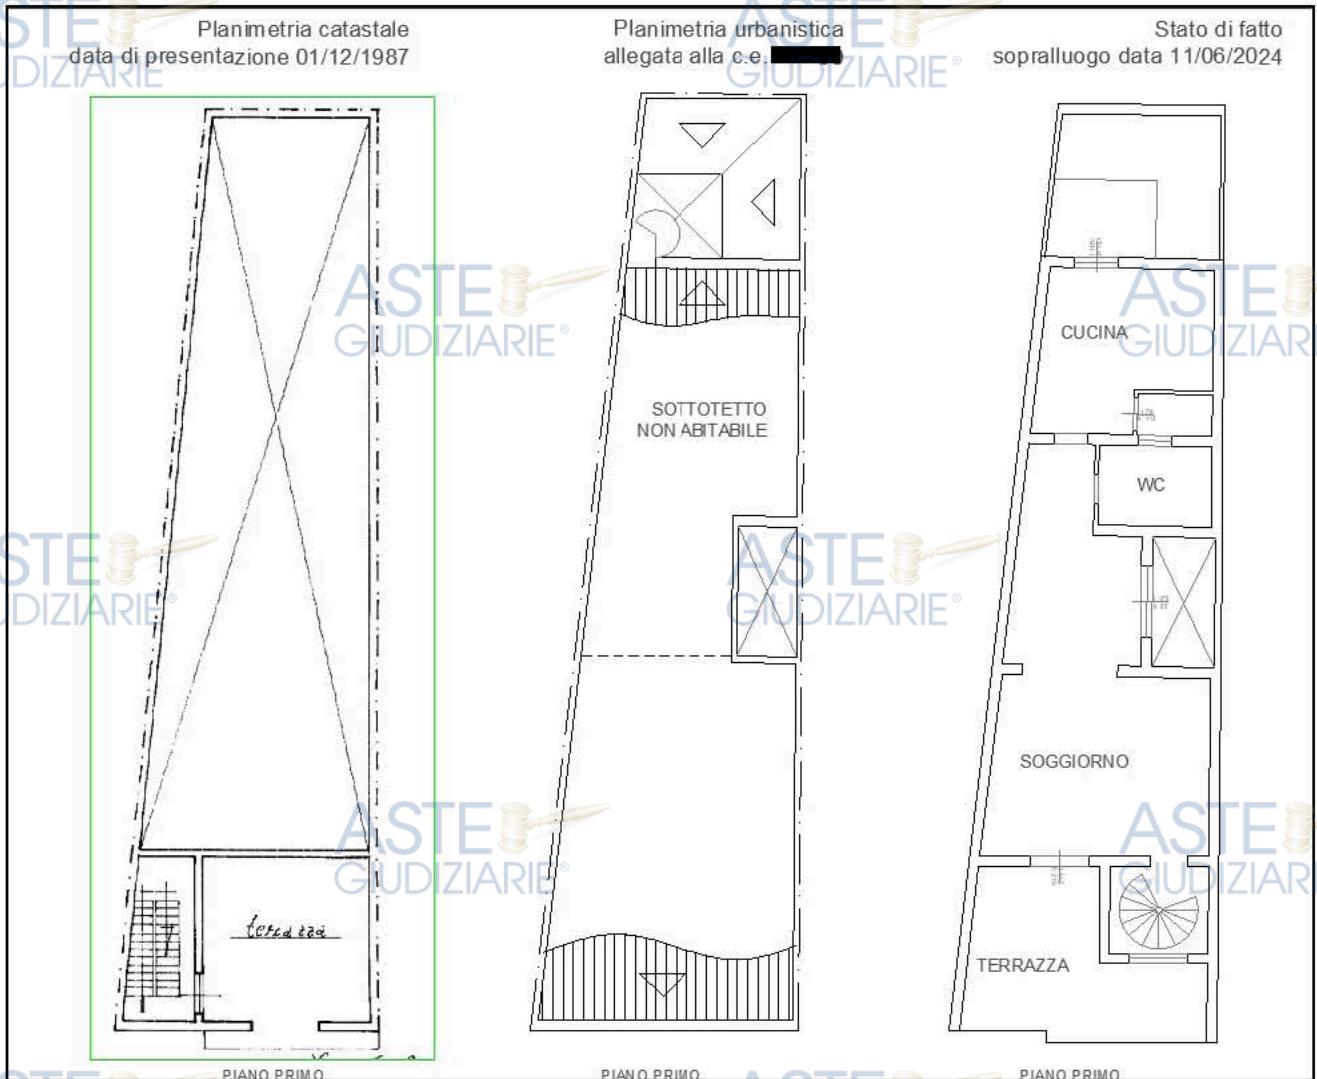 Planimetria catastale
data di presentazione 01/12/1987
Planimetria urbanistica
allegata alla c.e.
Stato di fatto
sopralluogo data 11/06/2024
ASTE
GIUDIZIARIE®
CUCINA
SOTTOTETTO
NON ABITABILE
WC
SOGGIORNO
terrazza
TERRAZZA
PIANO PRIMO
PIANO PRIMO
PIANO PRIMO